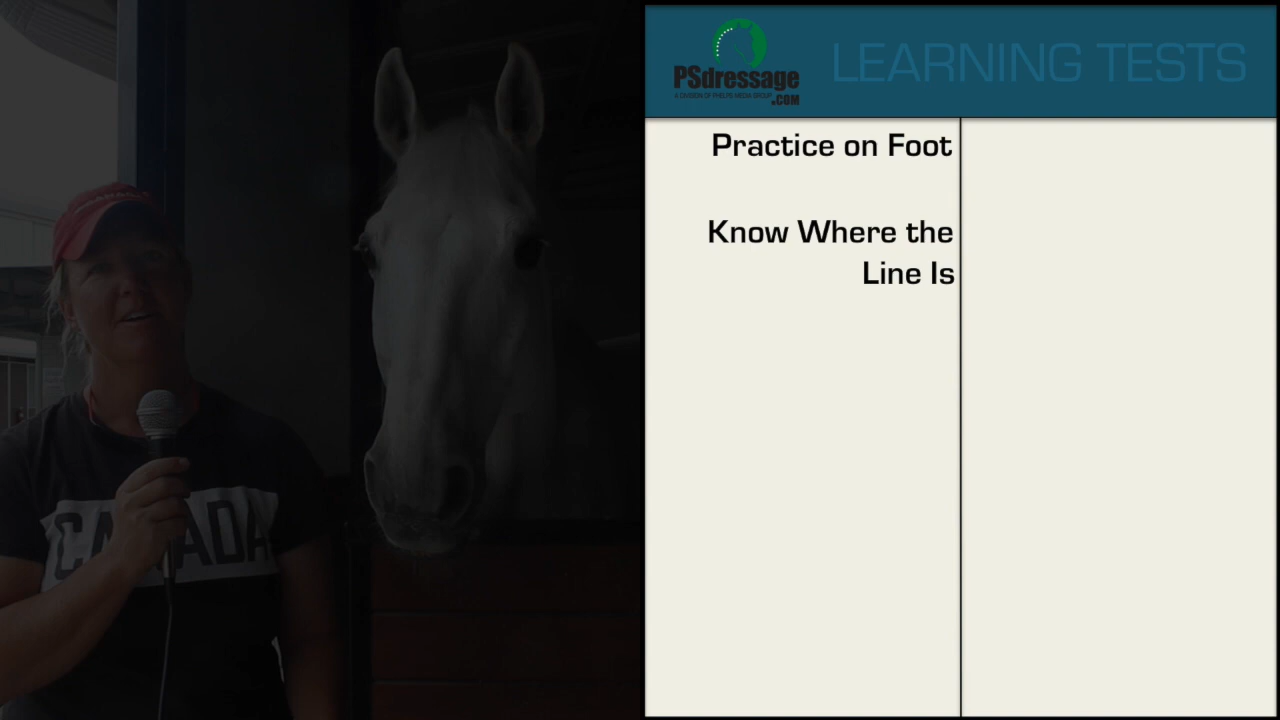 PSdressage
A DIVISION OF PHELPS MEDIA GROUP
.COM
LEARNING TESTS
Practice on Foot
Know Where the
Line Is
CANADA